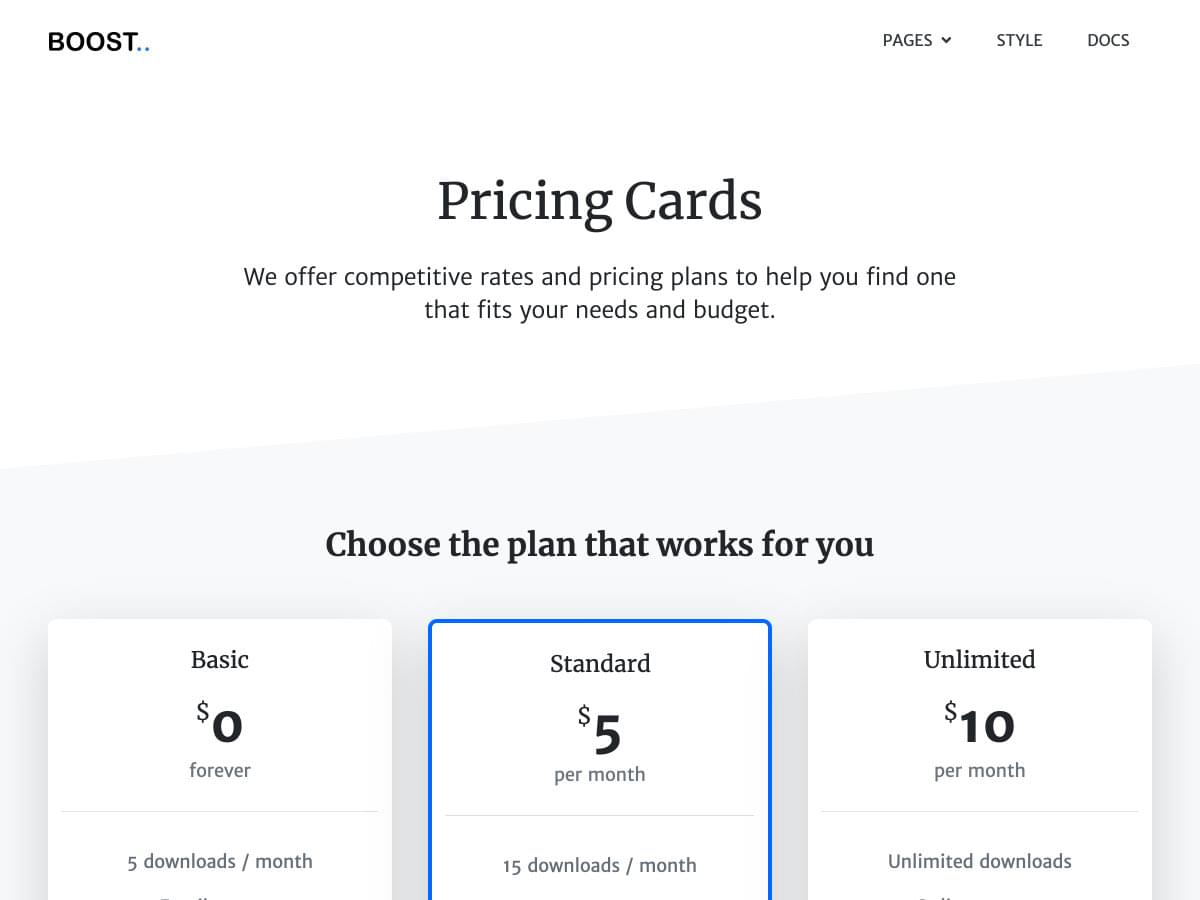 BOOST..
PAGES STYLE DOCS
Pricing Cards
We offer competitive rates and pricing plans to help you find one
that fits your needs and budget.
Choose the plan that works for you
Basic
$0
forever
5 downloads / month
Standard
$5
per month
15 downloads / month
Unlimited
$10
per month
Unlimited downloads